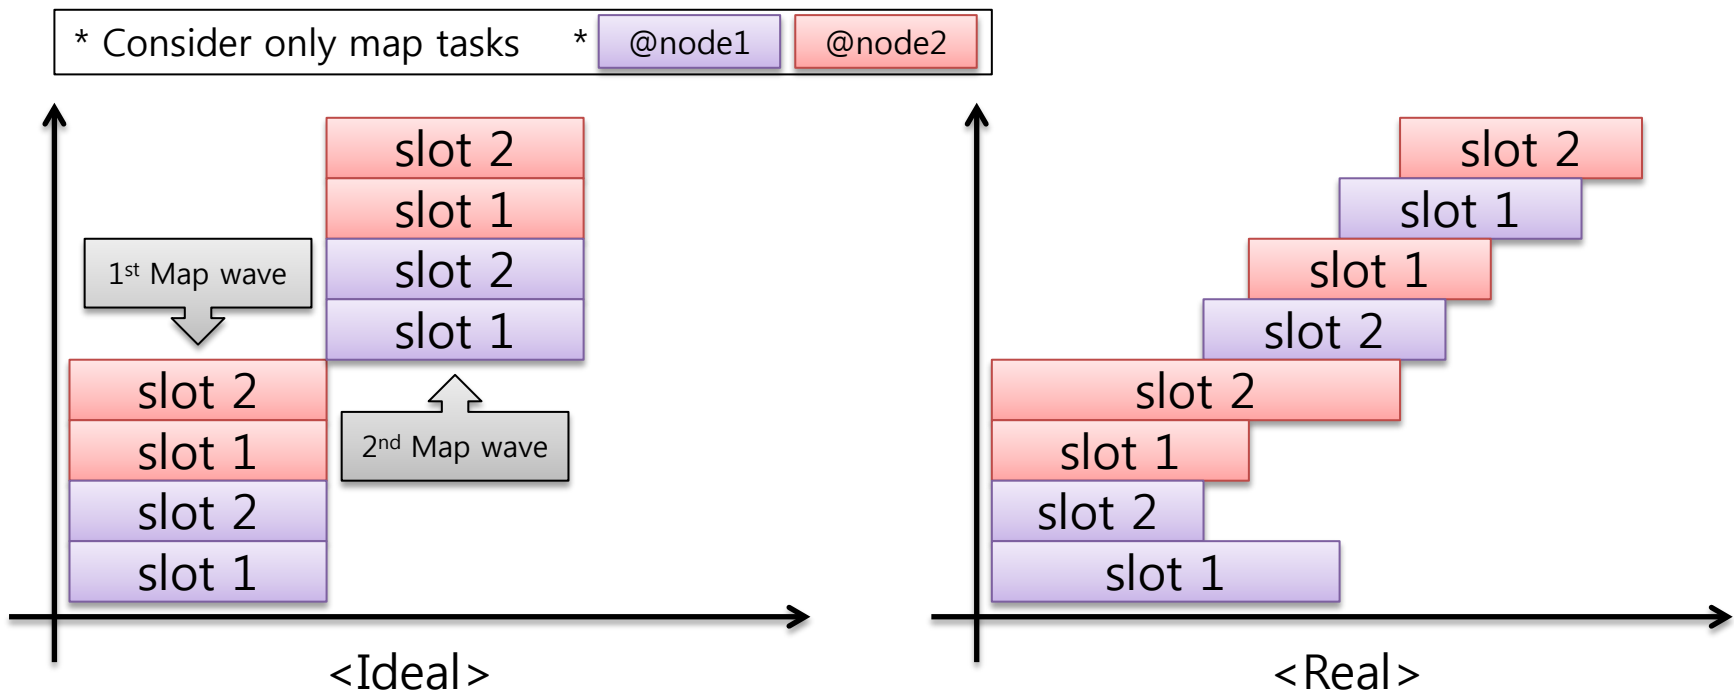 * Consider only map tasks * @node1 @node2
slot 2
slot 1
slot 2
slot 1
1st Map wave
slot 2
slot 1
slot 2
slot 1
2nd Map wave
<Ideal>
slot 2
slot 1
slot 1
slot 2
slot 2
slot 1
slot 2
slot 1
<Real>